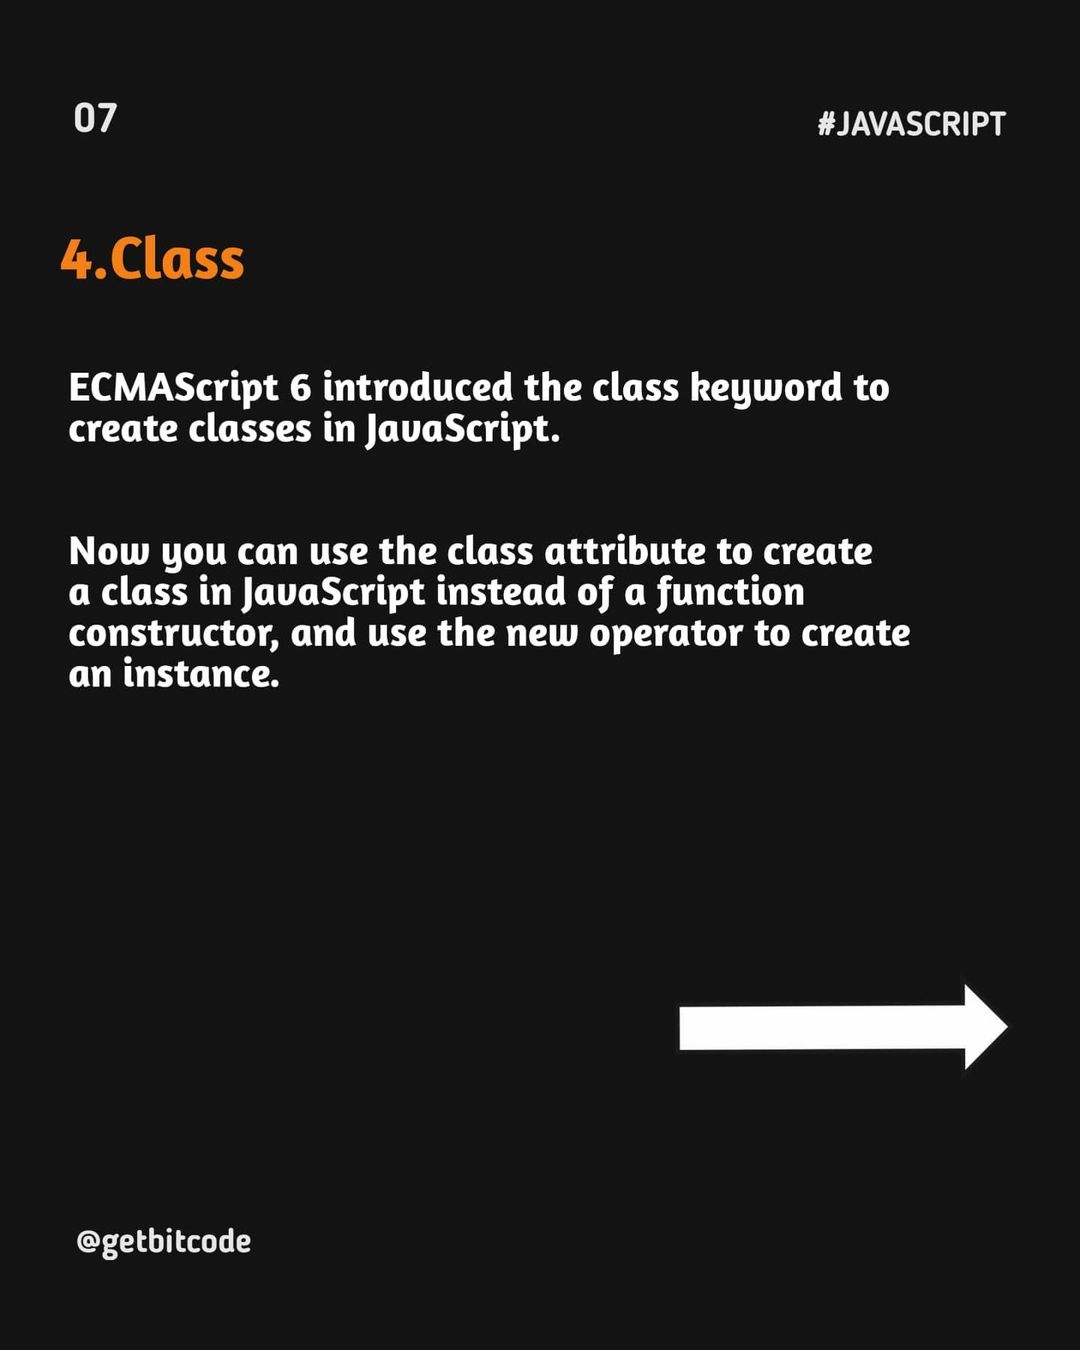 07
#JAVASCRIPT
4.Class
ECMAScript 6 introduced the class keyword to
create classes in JavaScript.
Now you can use the class attribute to create
a class in JavaScript instead of a function
constructor, and use the new operator to create
an instance.
@getbitcode